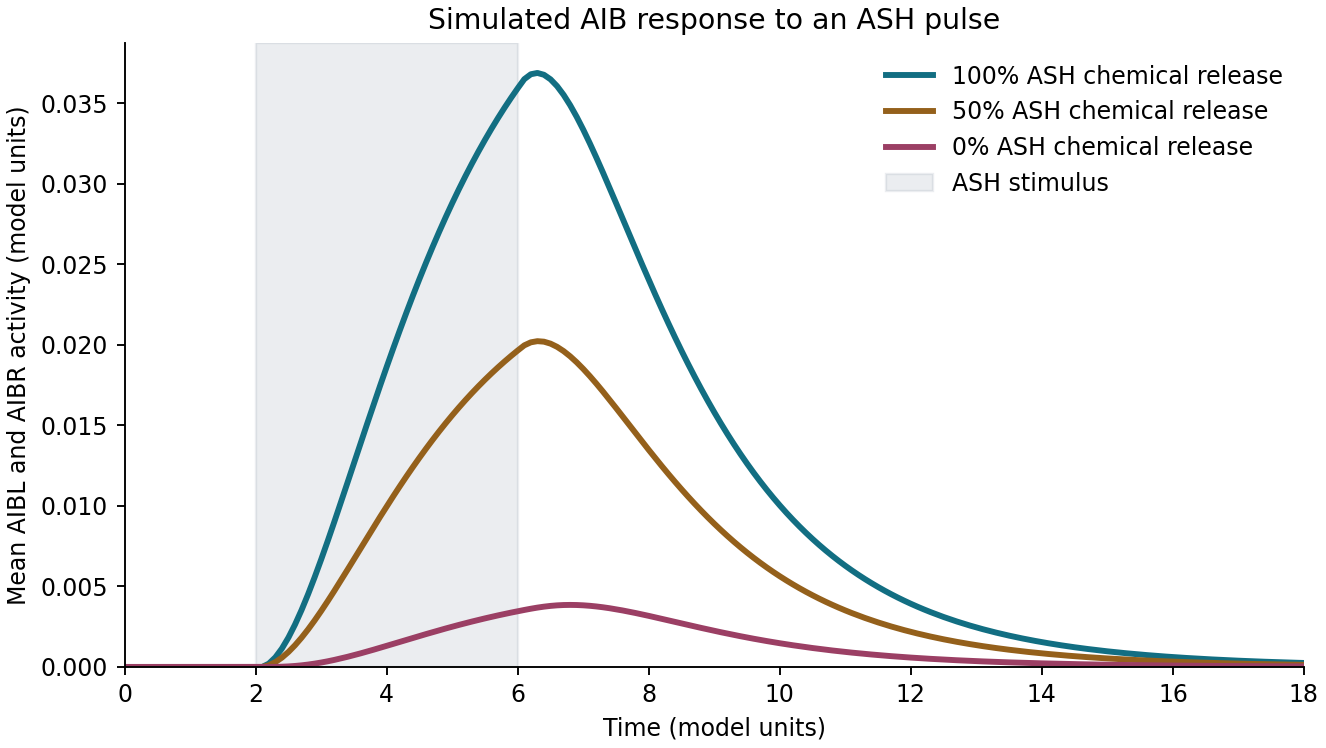 Simulated AIB response to an ASH pulse
Mean AIBL and AIBR activity (model units)
0.035
0.030
0.025
0.020
0.015
0.010
0.005
0.000
100% ASH chemical release
50% ASH chemical release
0% ASH chemical release
ASH stimulus
0 2 4 6 8 10 12 14 16 18
Time (model units)